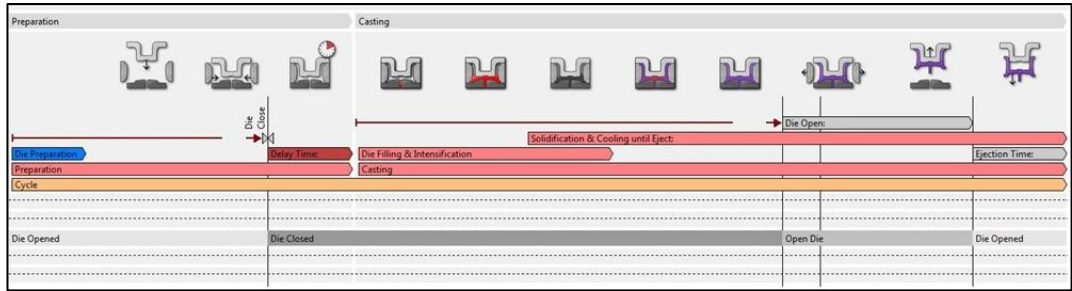 Preparation
Casting
Die Close
Die Open:
Solidification & Cooling until Eject:
Die Preparation
Delay Time:
Die Filling & Intensification
Ejection Time:
Preparation
Casting
Cycle
Die Opened
Die Closed
Open Die
Die Opened